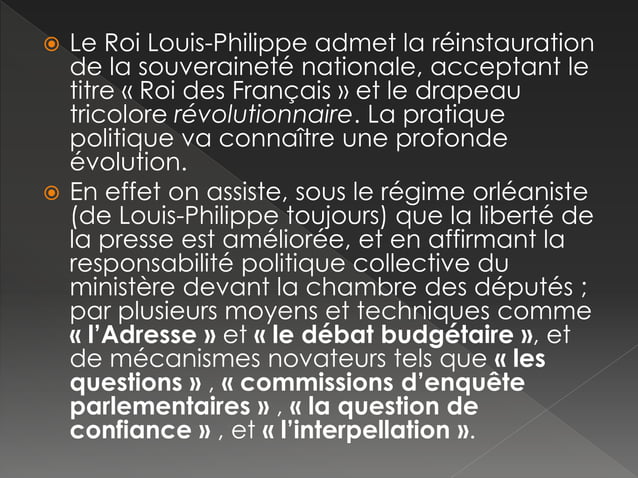 Le Roi Louis-Philippe admet la réinstauration
de la souveraineté nationale, acceptant le
titre « Roi des Français » et le drapeau
tricolore révolutionnaire. La pratique
politique va connaître une profonde
évolution.
En effet on assiste, sous le régime orléaniste
(de Louis-Philippe toujours) que la liberté de
la presse est améliorée, et en affirmant la
responsabilité politique collective du
ministère devant la chambre des députés ;
par plusieurs moyens et techniques comme
« l’Adresse » et « le débat budgétaire », et
de mécanismes novateurs tels que « les
questions » , « commissions d’enquête
parlementaires » , « la question de
confiance » , et « l’interpellation ».